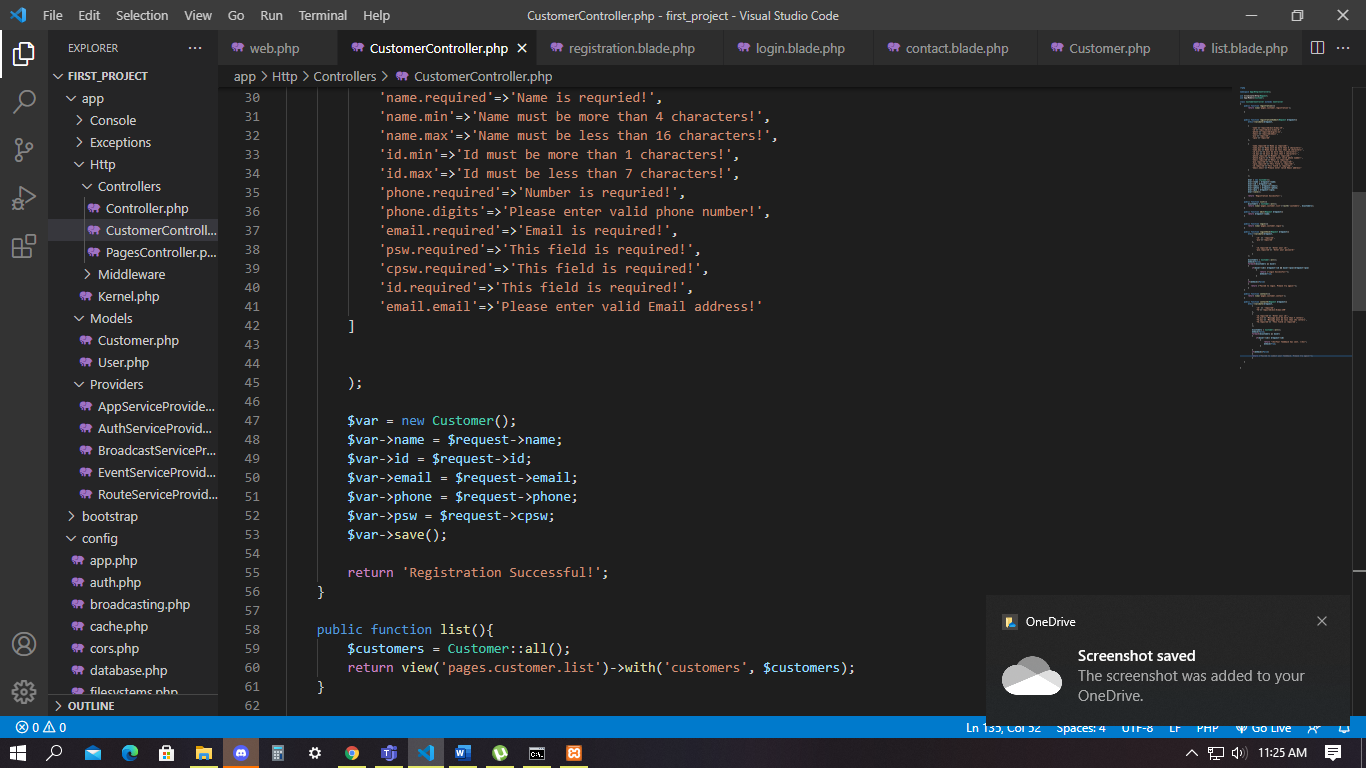 File Edit Selection View Go Run Terminal Help
CustomerController.php - first_project - Visual Studio Code
EXPLORER
web.php
CustomerController.php
registration.blade.php
login.blade.php
contact.blade.php
Customer.php
list.blade.php
FIRST_PROJECT
app
Console
Exceptions
Http
Controllers
Controller.php
CustomerControll...
PagesController.p...
Middleware
Kernel.php
Models
Customer.php
User.php
Providers
AppServiceProvide...
AuthServiceProvid...
BroadcastServicePr...
EventServiceProvid...
RouteServiceProvid...
bootstrap
config
app.php
auth.php
broadcasting.php
cache.php
cors.php
database.php
filesystems.php
OUTLINE
app > Http > Controllers > CustomerController.php
30 'name.required'=>'Name is requried!',
31 'name.min'=>'Name must be more than 4 characters!',
32 'name.max'=>'Name must be less than 16 characters!',
33 'id.min'=>'Id must be more than 1 characters!',
34 'id.max'=>'Id must be less than 7 characters!',
35 'phone.required'=>'Number is requried!',
36 'phone.digits'=>'Please enter valid phone number!',
37 'email.required'=>'Email is required!',
38 'psw.required'=>'This field is required!',
39 'cpsw.required'=>'This field is required!',
40 'id.required'=>'This field is required!',
41 'email.email'=>'Please enter valid Email address!'
42 ]
43
44
45 );
46
47 $var = new Customer();
48 $var->name = $request->name;
49 $var->id = $request->id;
50 $var->email = $request->email;
51 $var->phone = $request->phone;
52 $var->psw = $request->cpsw;
53 $var->save();
54
55 return 'Registration Successful!';
56 }
57
58 public function list(){
59 $customers = Customer::all();
60 return view('pages.customer.list')->with('customers', $customers);
61 }
62
OneDrive
Screenshot saved
The screenshot was added to your
OneDrive.
0 0
Ln 135, Col 52 Spaces: 4 UTF-8 LF PHP Go Live
11:25 AM